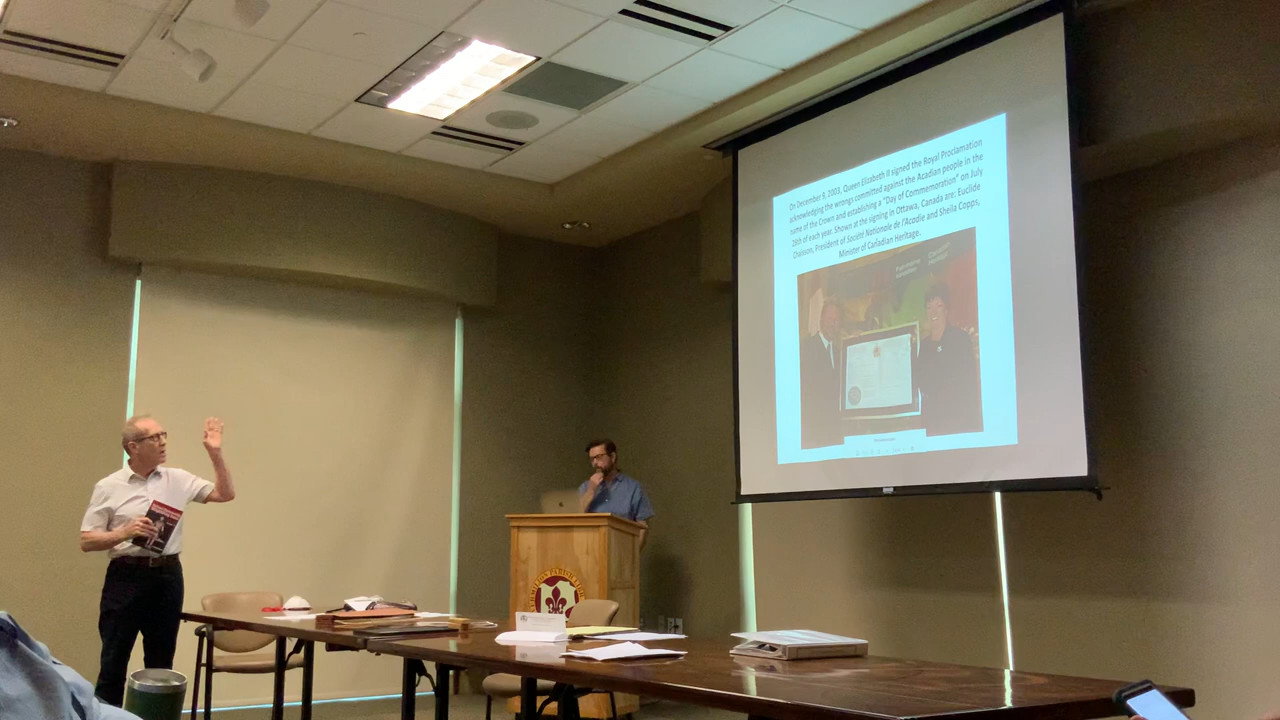 On December 9, 2003, Queen Elizabeth II signed the Royal Proclamation
acknowledging the wrongs committed against the Acadian people in the
name of the Crown and establishing a "Day of Commemoration" on July
28th of each year. Shown at the signing in Ottawa, Canada are: Euclide
Chaisson, President of Société Nationale de l'Acadie and Sheila Copps,
Minister of Canadian Heritage.